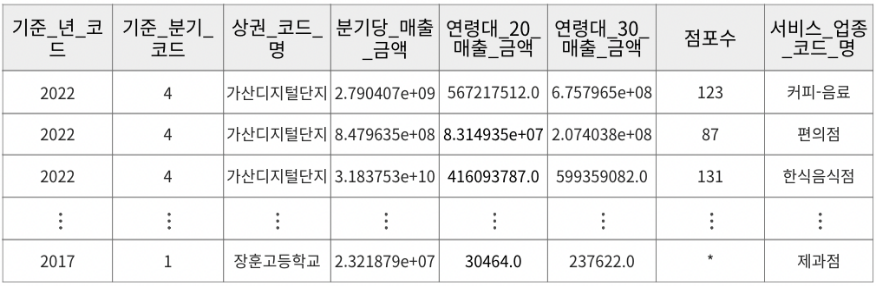 기준_년_코드 기준_분기_코드 상권_코드_명 분기당_매출_금액 연령대_20_매출_금액 연령대_30_매출_금액 점포수 서비스_업종_코드_명
2022 4 가산디지털단지 2.790407e+09 567217512.0 6.757965e+08 123 커피-음료
2022 4 가산디지털단지 8.479635e+08 8.314935e+07 2.074038e+08 87 편의점
2022 4 가산디지털단지 3.183753e+10 416093787.0 599359082.0 131 한식음식점
⋮ ⋮ ⋮ ⋮ ⋮ ⋮ ⋮ ⋮
2017 1 장훈고등학교 2.321879e+07 30464.0 237622.0 * 제과점